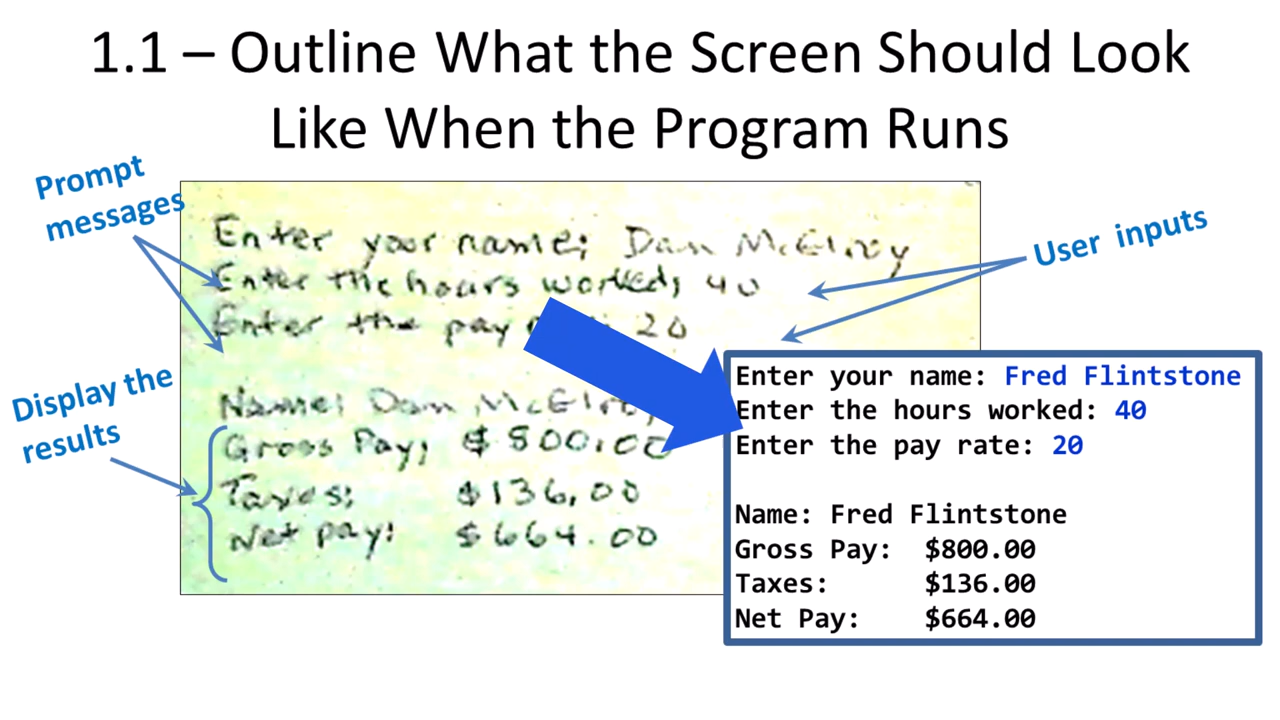 1.1 – Outline What the Screen Should Look
Like When the Program Runs
Prompt
messages
Enter your name: Dan McElroy
Enter the hours worked: 40
Enter the pay 20
Name: Dan McElroy
Gross Pay: $800.00
Taxes: $136.00
Net pay: $664.00
User inputs
Display the
results
Enter your name: Fred Flintstone
Enter the hours worked: 40
Enter the pay rate: 20
Name: Fred Flintstone
Gross Pay: $800.00
Taxes: $136.00
Net Pay: $664.00